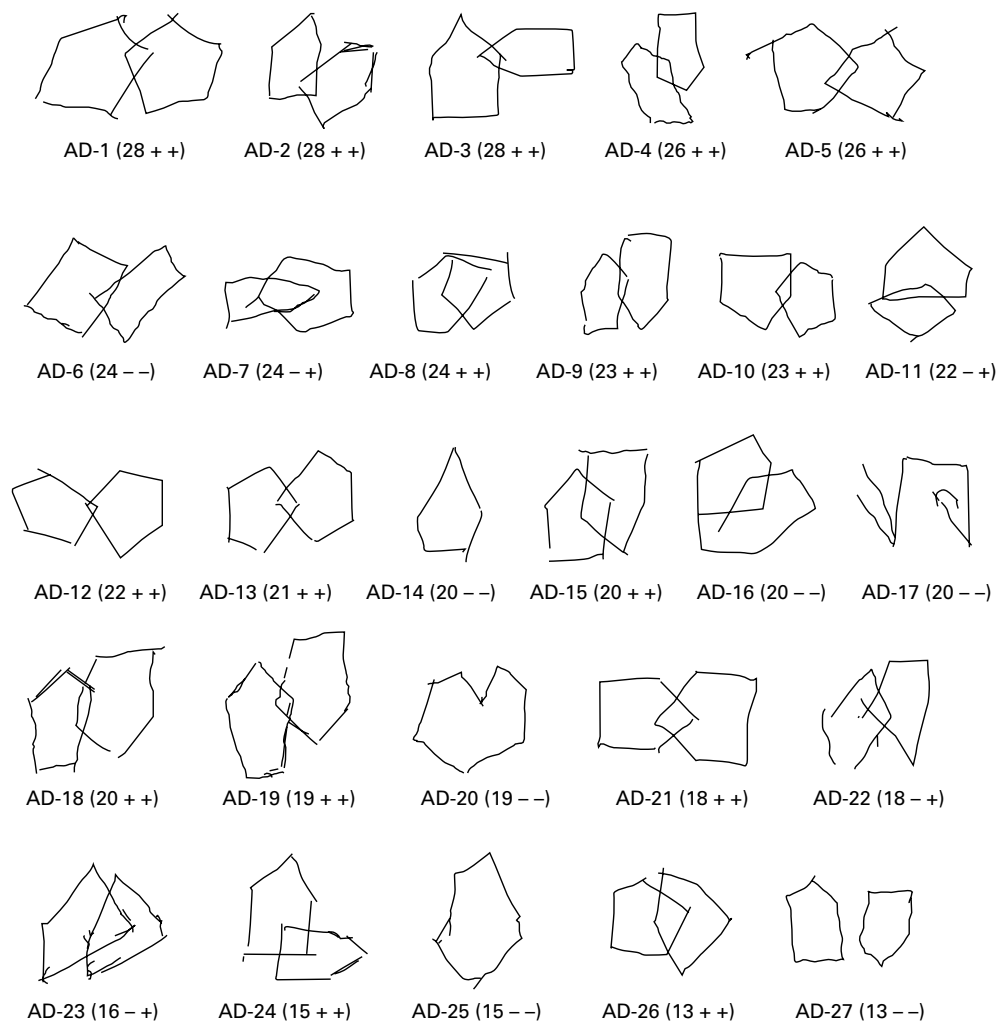 AD-1 (28 + +) AD-2 (28 + +) AD-3 (28 + +) AD-4 (26 + +) AD-5 (26 + +)
AD-6 (24 – –) AD-7 (24 – +) AD-8 (24 + +) AD-9 (23 + +) AD-10 (23 + +) AD-11 (22 – +)
AD-12 (22 + +) AD-13 (21 + +) AD-14 (20 – –) AD-15 (20 + +) AD-16 (20 – –) AD-17 (20 – –)
AD-18 (20 + +) AD-19 (19 + +) AD-20 (19 – –) AD-21 (18 + +) AD-22 (18 – +)
AD-23 (16 – +) AD-24 (15 + +) AD-25 (15 – –) AD-26 (13 + +) AD-27 (13 – –)